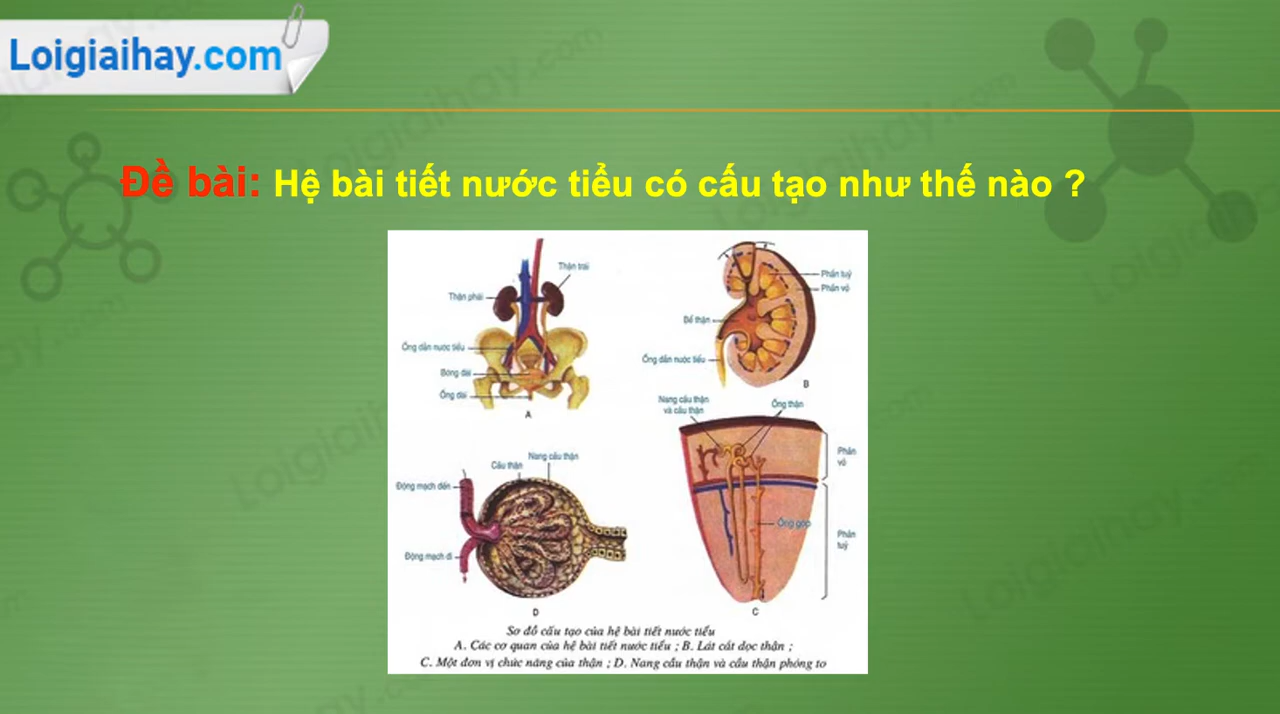 Loigiaihay.com
Đề bài: Hệ bài tiết nước tiểu có cấu tạo như thế nào ?
Thận trái
Thận phải
Ống dẫn nước tiểu
Bóng đái
Ống đái
A
Phần tuỷ
Phần vỏ
Bể thận
Ống dẫn nước tiểu
B
Nang cầu thận
và cầu thận
Ống thận
Phần
vỏ
Ống góp
Phần
tuỷ
C
Nang cầu thận
Cầu thận
Động mạch đến
Động mạch đi
D
Sơ đồ cấu tạo của hệ bài tiết nước tiểu
A. Các cơ quan của hệ bài tiết nước tiểu ; B. Lát cắt dọc thận ;
C. Một đơn vị chức năng của thận ; D. Nang cầu thận và cầu thận phóng to